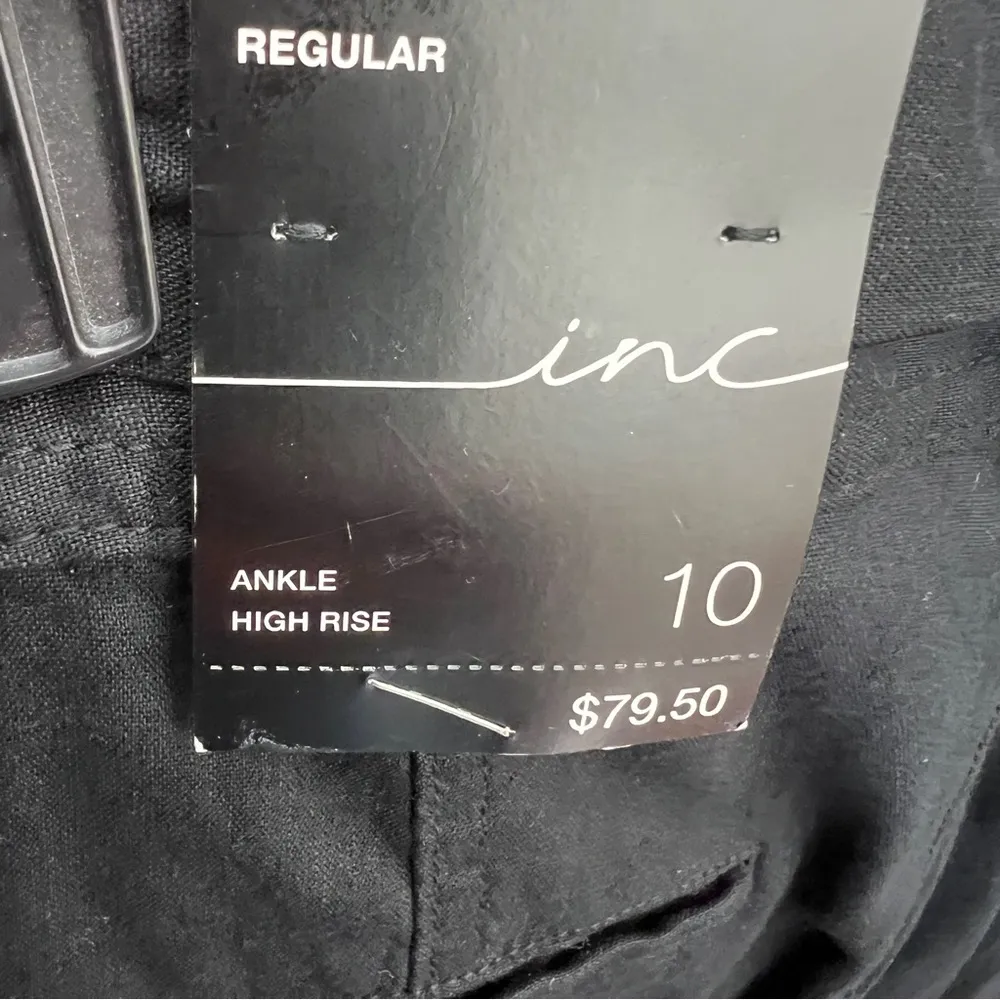 REGULAR
inc
ANKLE
HIGH RISE
10
$79.50